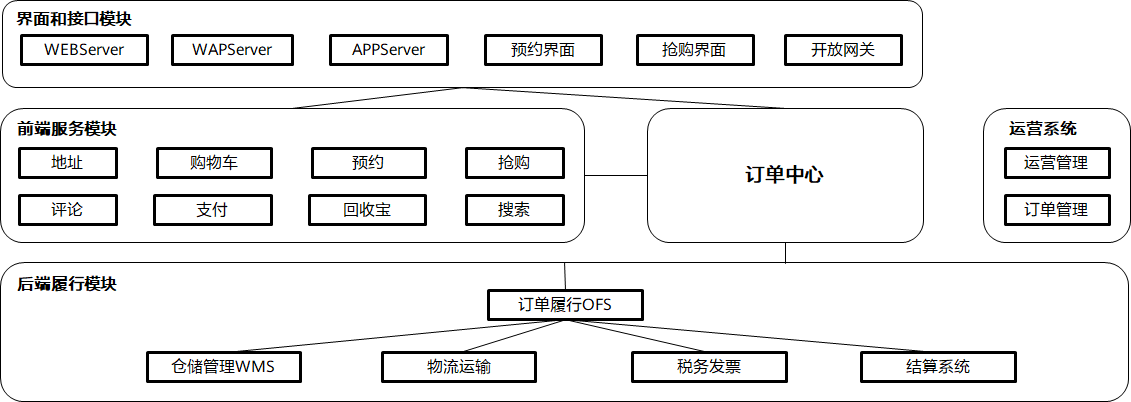 界面和接口模块
WEBServer
WAPServer
APPServer
预约界面
抢购界面
开放网关
前端服务模块
地址
购物车
预约
抢购
评论
支付
回收宝
搜索
订单中心
运营系统
运营管理
订单管理
后端履行模块
订单履行OFS
仓储管理WMS
物流运输
税务发票
结算系统